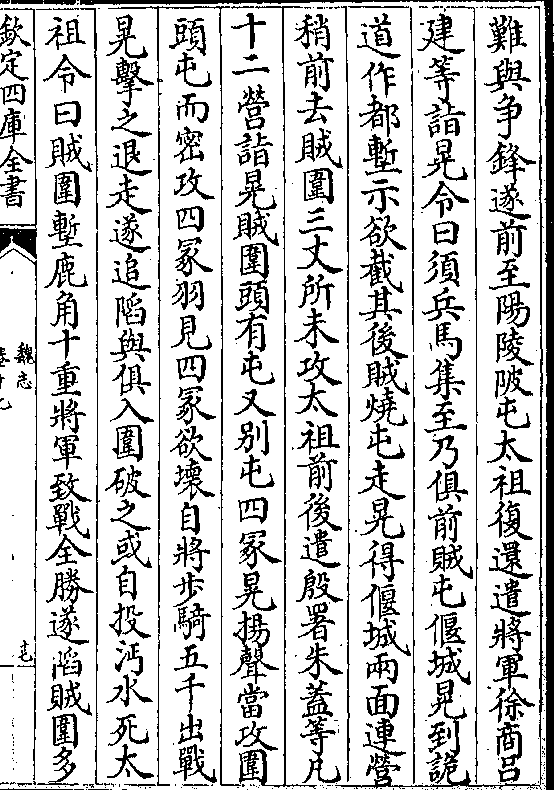 難與争鋒遂前至陽陵陂屯太祖復還遣將軍徐商吕
建等詣晃令曰須兵馬集至乃俱前賊屯偃城晃到詭
道作都塹示欲截其後賊燒屯走晃得偃城兩面連營
稍前去賊圍三丈所未攻太祖前後遣殷署朱蓋等凡
十二營詣晃賊圍頭有屯又别屯四冢晃揚聲當攻圍
頭屯而密攻四冢羽見四冢欲壞自將步騎五千出戰
晃擊之退走遂追陷與俱入圍破之或自投沔水死太
祖令曰賊圍塹鹿角十重將軍致戰全勝遂陷賊圍多
欽定四庫全書
魏志